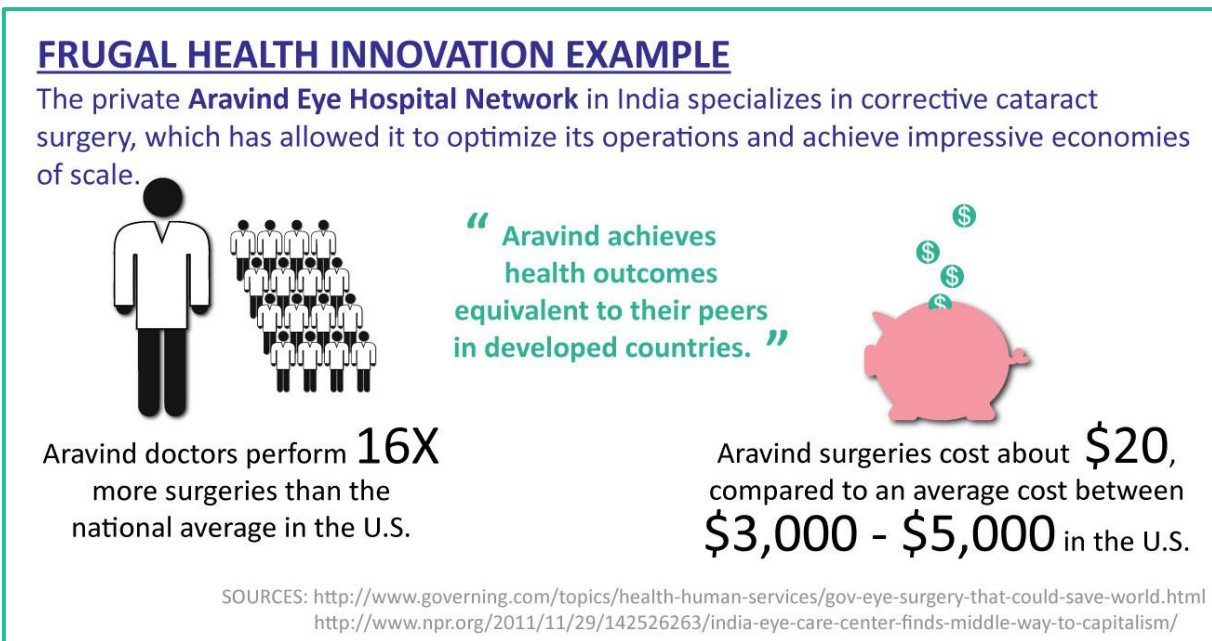 FRUGAL HEALTH INNOVATION EXAMPLE
The private Aravind Eye Hospital Network in India specializes in corrective cataract
surgery, which has allowed it to optimize its operations and achieve impressive economies
of scale.
“ Aravind achieves
health outcomes
equivalent to their peers
in developed countries. ”
$
$
$
$
Aravind doctors perform 16X
more surgeries than the
national average in the U.S.
Aravind surgeries cost about $20,
compared to an average cost between
$3,000 - $5,000 in the U.S.
SOURCES: http://www.governing.com/topics/health-human-services/gov-eye-surgery-that-could-save-world.html
http://www.npr.org/2011/11/29/142526263/india-eye-care-center-finds-middle-way-to-capitalism/